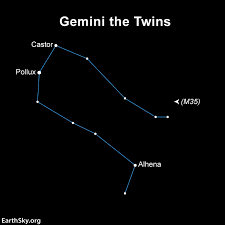 Gemini the Twins
Castor
Pollux
(M35)
Alhena
EarthSky.org